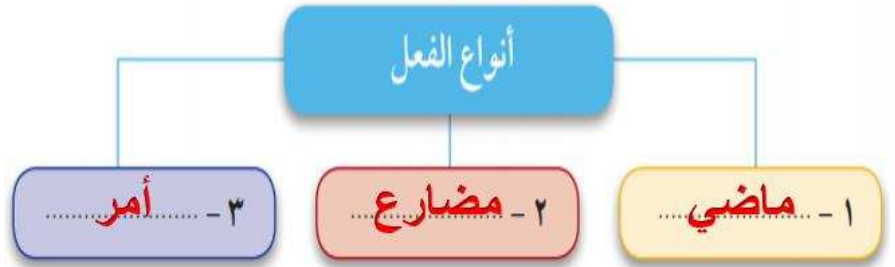 أنواع الفعل
١ - ماضي
٢ - مضارع
٣ - أمر